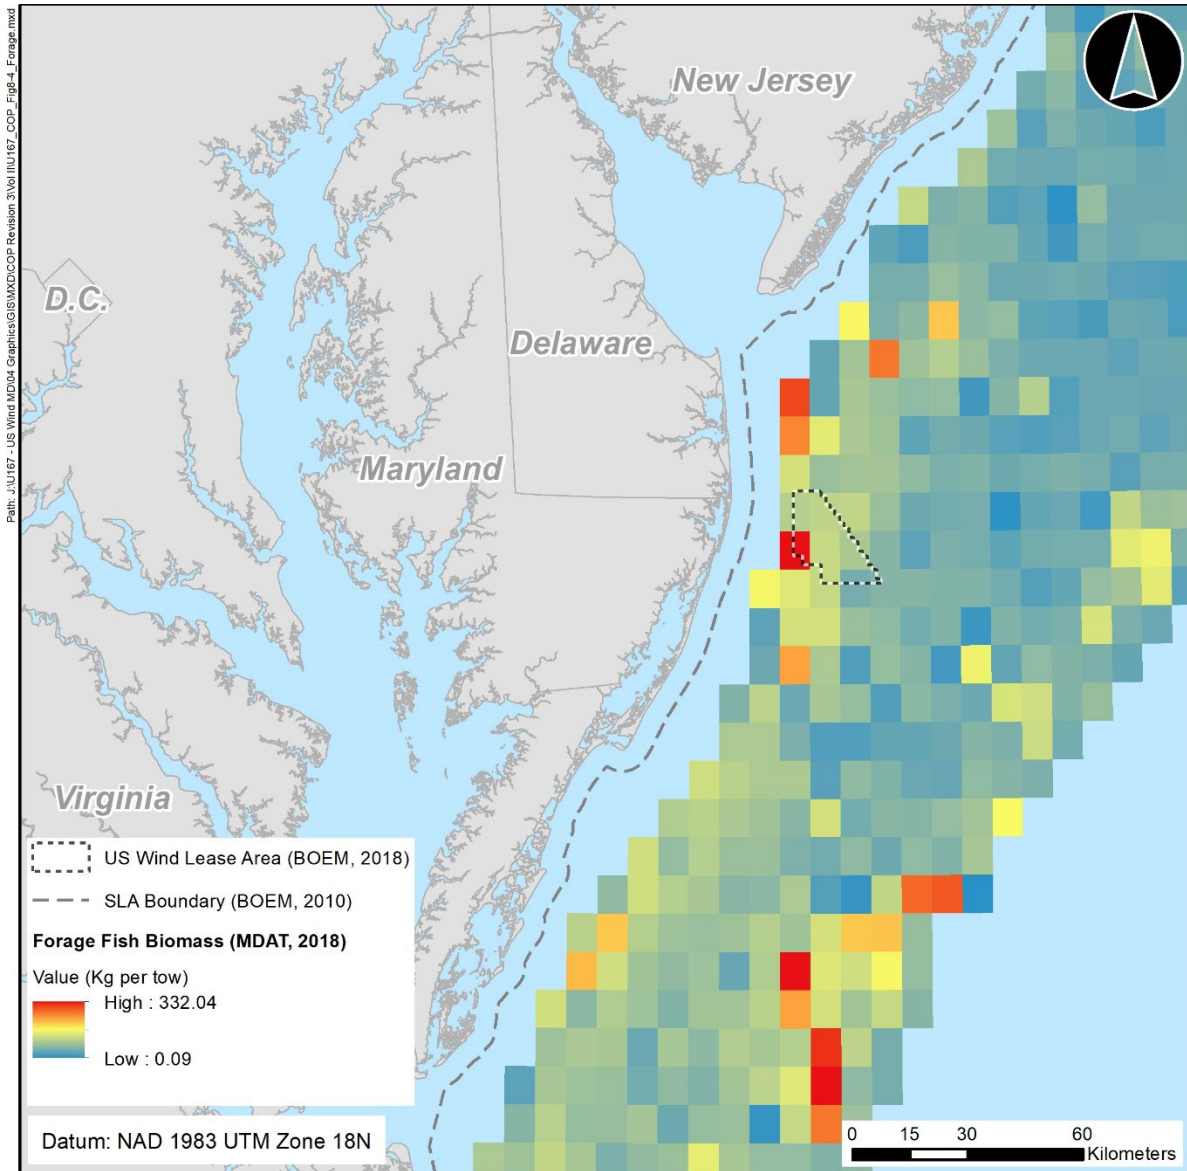 Path: J:\U167 - US Wind MD\04 Graphics\GIS\MXD\COP Revision 3\Vol II\U167_COP_Fig8-4_Forage.mxd
New Jersey
D.C.
Delaware
Maryland
Virginia
US Wind Lease Area (BOEM, 2018)
SLA Boundary (BOEM, 2010)
Forage Fish Biomass (MDAT, 2018)
Value (Kg per tow)
High : 332.04
Low : 0.09
Datum: NAD 1983 UTM Zone 18N
0 15 30 60
Kilometers